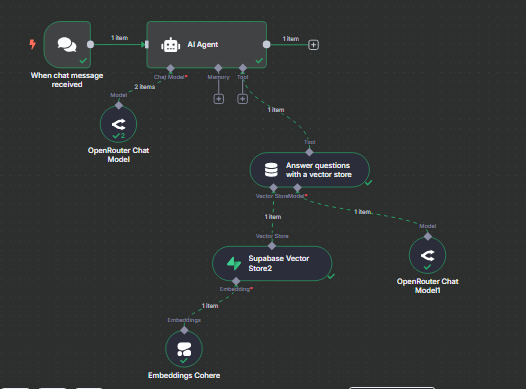 1 item
AI Agent
1 item
When chat message
received
Chat Model*
Memory
Tool
2 items
Model
1 item
2
OpenRouter Chat
Model
Tool
Answer questions
with a vector store
Vector Store
Model*
1 item
1 item
Vector Store
Model
Supabase Vector
Store2
OpenRouter Chat
Model1
Embedding*
1 item
Embeddings
Embeddings Cohere